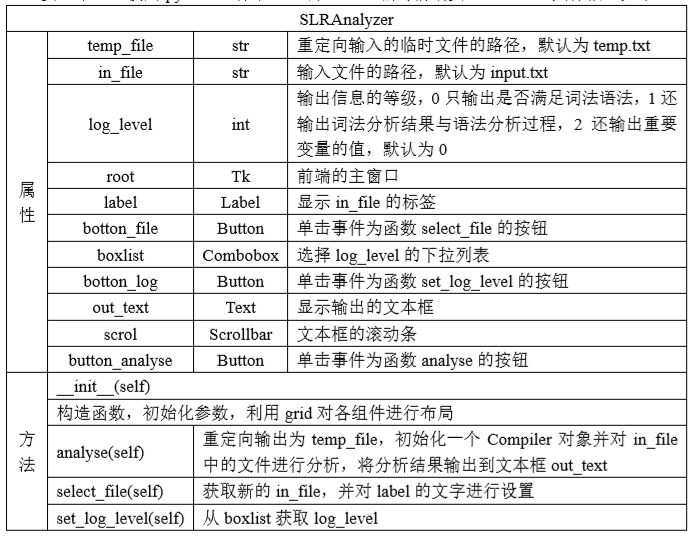 SLRAnalyzer
属性
temp_file str 重定向输入的临时文件的路径，默认为 temp.txt
in_file str 输入文件的路径，默认为 input.txt
log_level int 输出信息的等级，0 只输出是否满足词法语法，1 还
输出词法分析结果与语法分析过程，2 还输出重要
变量的值，默认为 0
root Tk 前端的主窗口
label Label 显示 in_file 的标签
botton_file Button 单击事件为函数 select_file 的按钮
boxlist Combobox 选择 log_level 的下拉列表
botton_log Button 单击事件为函数 set_log_level 的按钮
out_text Text 显示输出的文本框
scrol Scrollbar 文本框的滚动条
button_analyse Button 单击事件为函数 analyse 的按钮
方法
__init__(self)
构造函数，初始化参数，利用 grid 对各组件进行布局
analyse(self) 重定向输出为 temp_file，初始化一个 Compiler 对象并对 in_file
中的文件进行分析，将分析结果输出到文本框 out_text
select_file(self) 获取新的 in_file，并对 label 的文字进行设置
set_log_level(self) 从 boxlist 获取 log_level